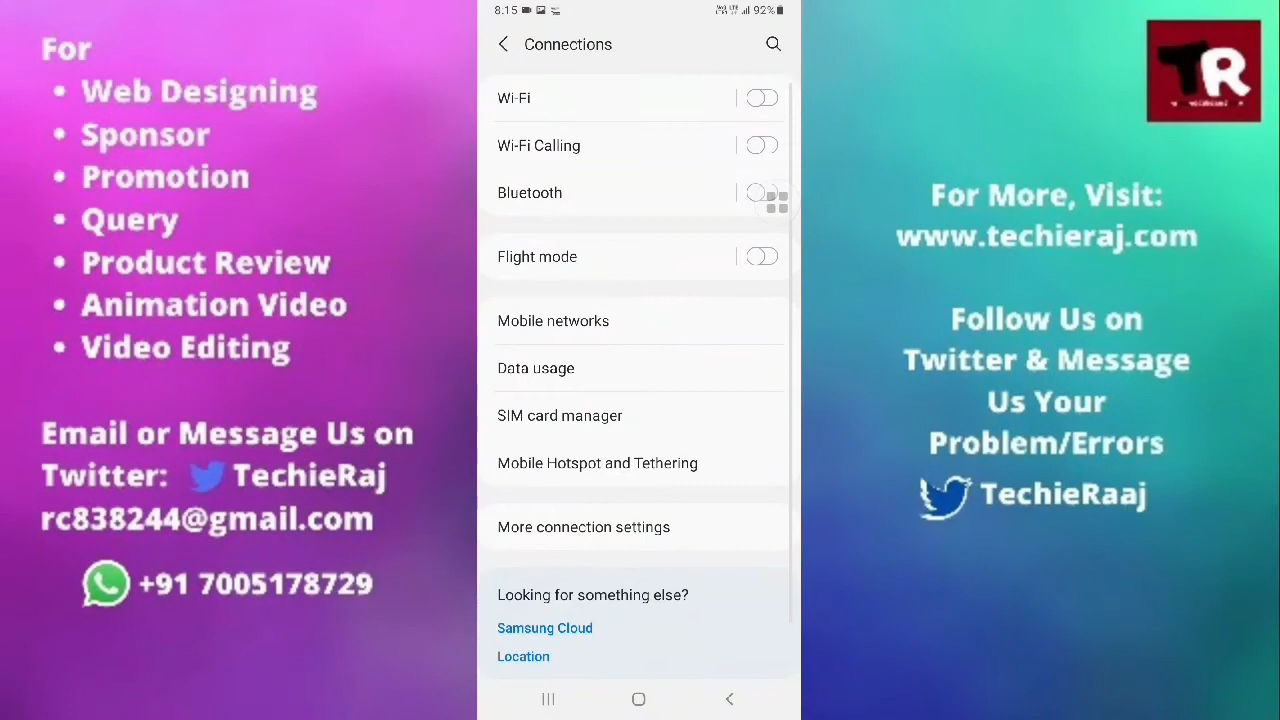 For
• Web Designing
• Sponsor
• Promotion
• Query
• Product Review
• Animation Video
• Video Editing
Email or Message Us on
Twitter: TechieRaj
rc838244@gmail.com
+91 7005178729
8:15
92%
Connections
Wi-Fi
Wi-Fi Calling
Bluetooth
Flight mode
Mobile networks
Data usage
SIM card manager
Mobile Hotspot and Tethering
More connection settings
Looking for something else?
Samsung Cloud
Location
TR
For More, Visit:
www.techieraj.com
Follow Us on
Twitter & Message
Us Your
Problem/Errors
TechieRaaj